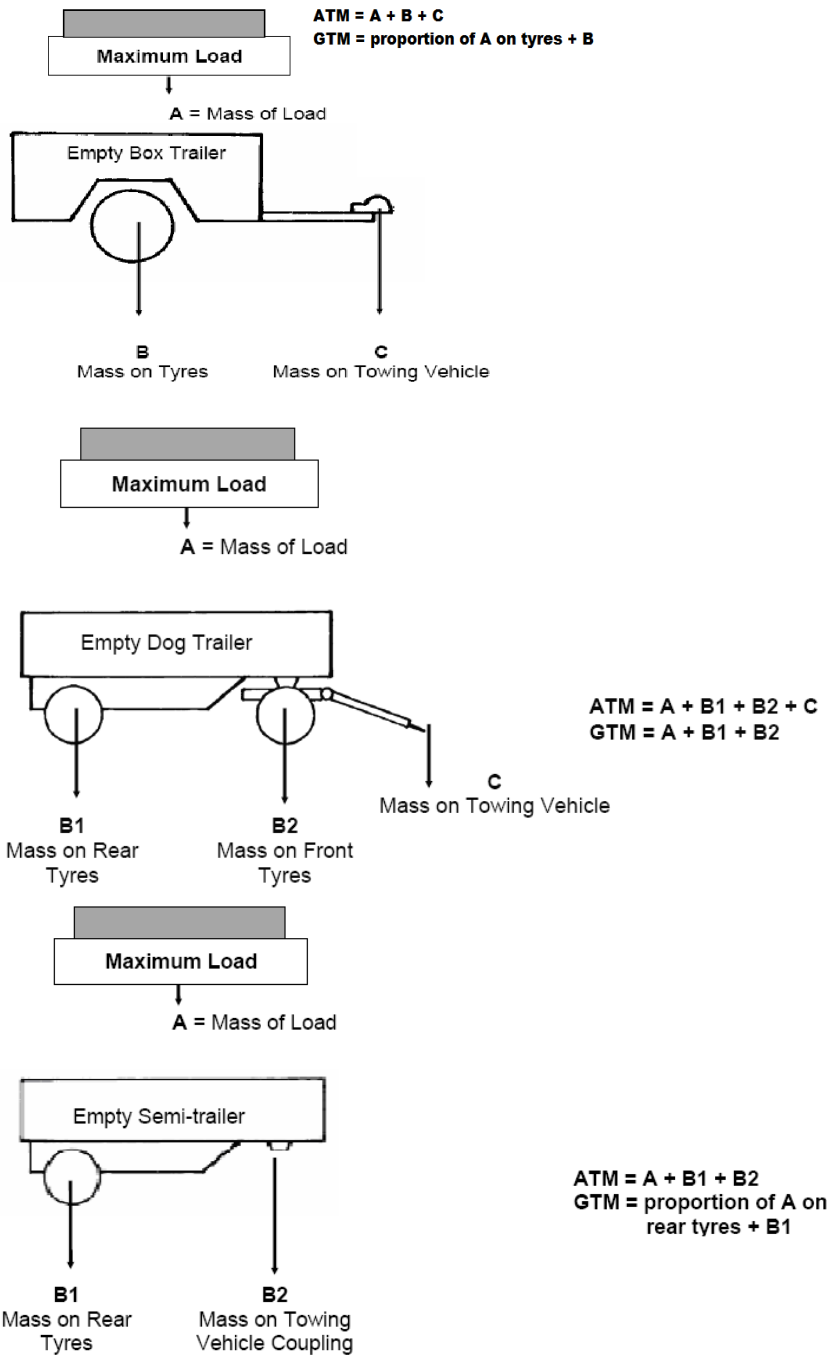 ATM = A + B + C
GTM = proportion of A on tyres + B
Maximum Load
A = Mass of Load
Empty Box Trailer
B
Mass on Tyres
C
Mass on Towing Vehicle
Maximum Load
A = Mass of Load
Empty Dog Trailer
ATM = A + B1 + B2 + C
GTM = A + B1 + B2
C
Mass on Towing Vehicle
B1
Mass on Rear
Tyres
B2
Mass on Front
Tyres
Maximum Load
A = Mass of Load
Empty Semi-trailer
ATM = A + B1 + B2
GTM = proportion of A on
rear tyres + B1
B1
Mass on Rear
Tyres
B2
Mass on Towing
Vehicle Coupling